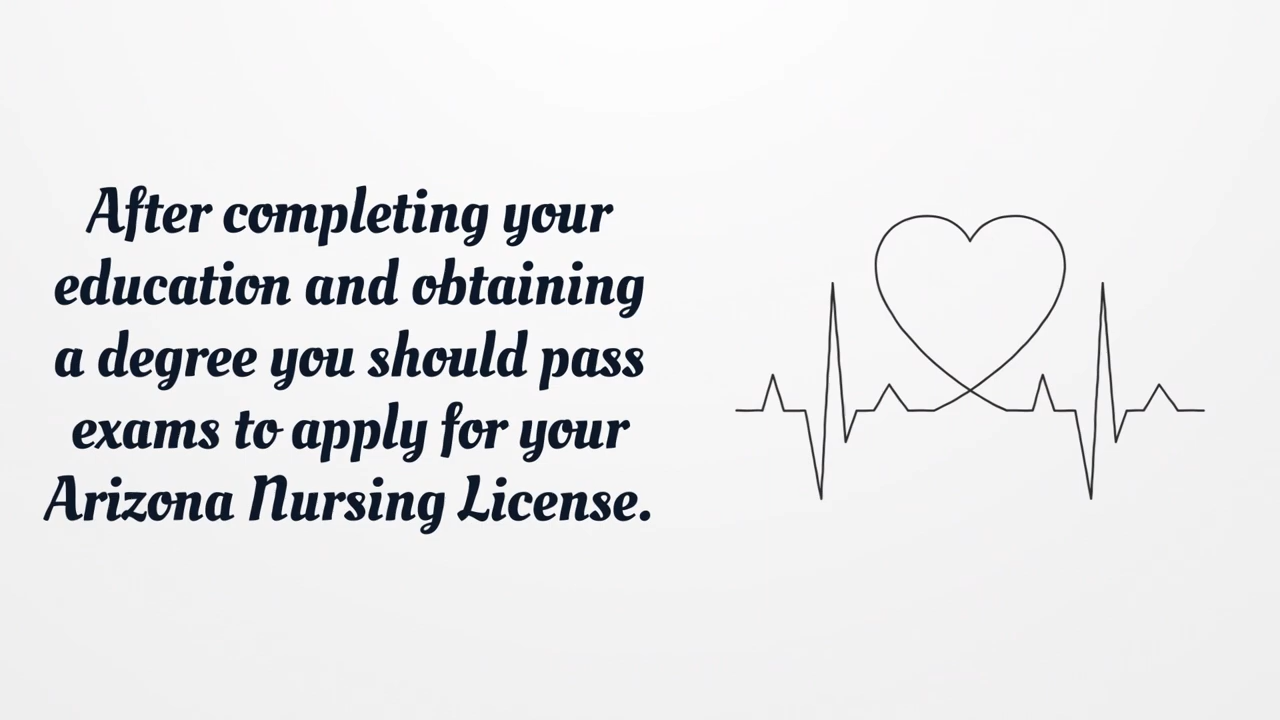 After completing your
education and obtaining
a degree you should pass
exams to apply for your
Arizona Nursing License.